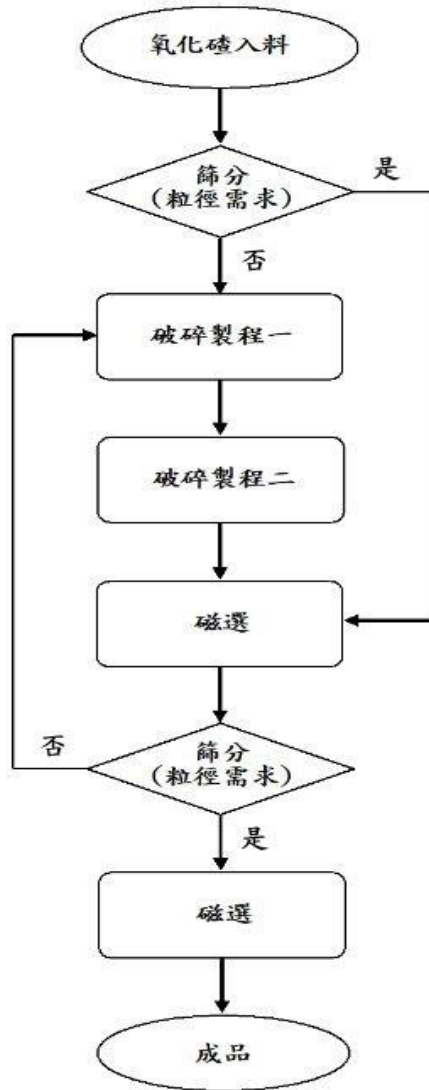 氧化碴入料
篩分
(粒徑需求)
是
否
破碎製程一
破碎製程二
磁選
否
篩分
(粒徑需求)
是
磁選
成品